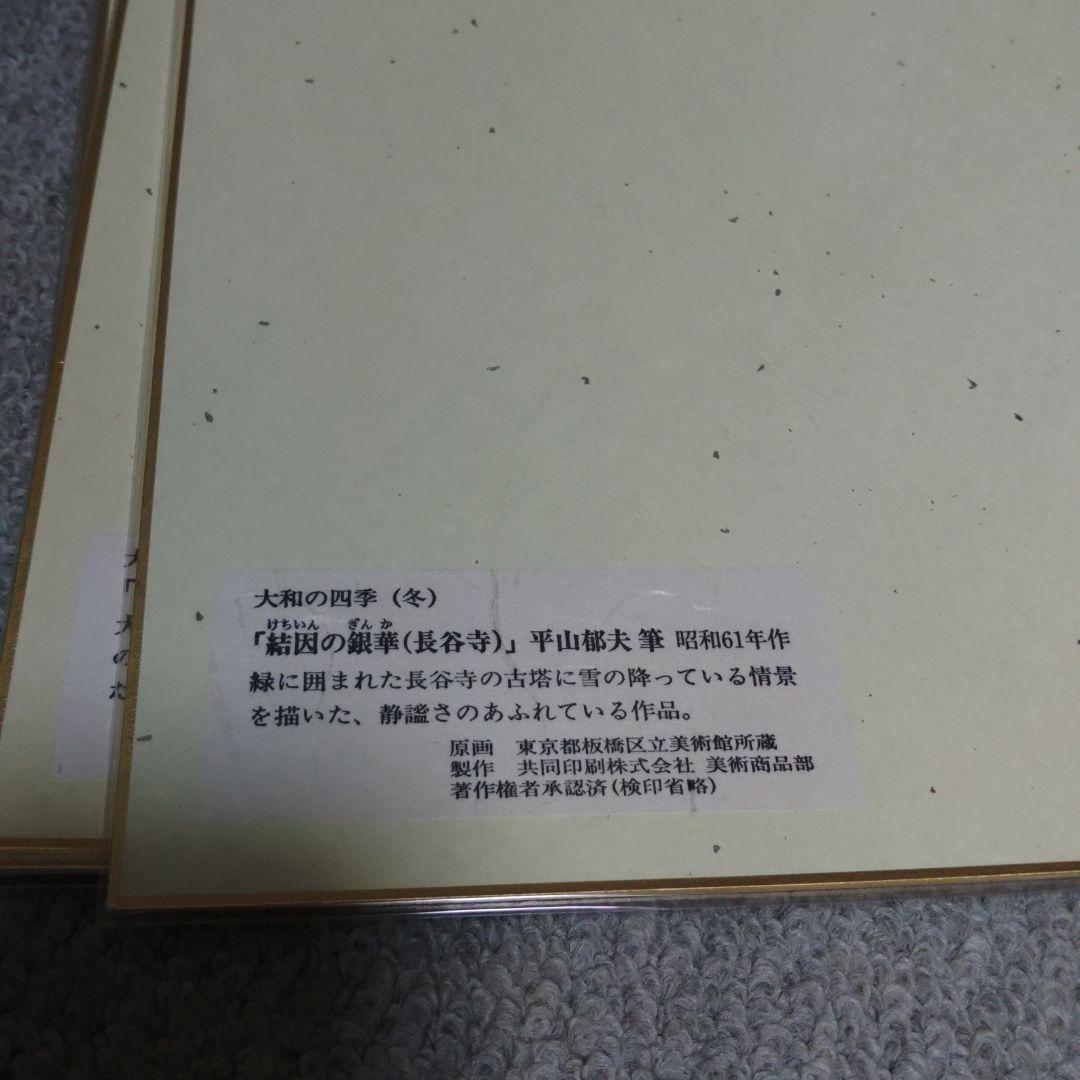 大和の四季（冬）
けちいん ぎんか
「結因の銀華（長谷寺）」平山郁夫 筆 昭和61年作
緑に囲まれた長谷寺の古塔に雪の降っている情景
を描いた、静謐さのあふれている作品。
原画 東京都板橋区立美術館所蔵
製作 共同印刷株式会社 美術商品部
著作権者承認済（検印省略）